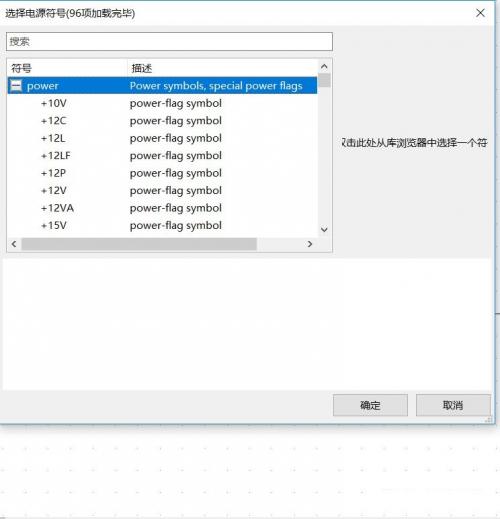 选择电源符号(96项加载完毕)
搜索
符号 描述
power Power symbols, special power flags
+10V power-flag symbol
+12C power-flag symbol
+12L power-flag symbol
+12LF power-flag symbol
+12P power-flag symbol
+12V power-flag symbol
+12VA power-flag symbol
+15V power-flag symbol
双击此处从库浏览器中选择一个符
确定 取消